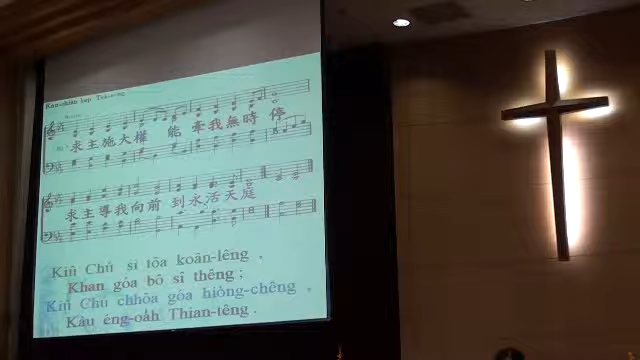 求主施大權 能 牽我無時 停
求主導我向前 到永活天庭
Kiû Chú si tōa koân-lêng ,
Khan góa bô sî thêng ;
Kiû Chú chhōa góa hiòng-chêng ,
Kàu éng-oa̍h Thian-têng .